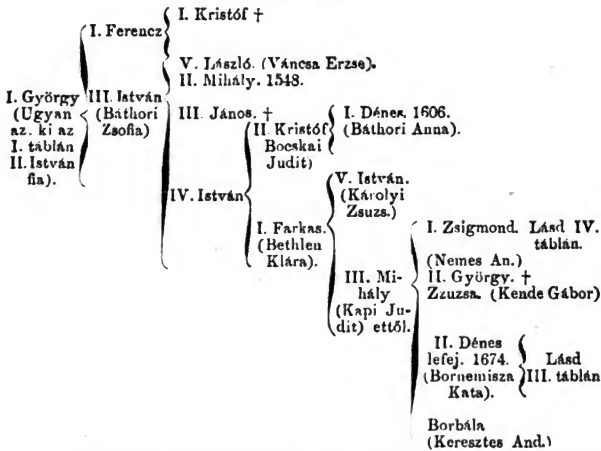 I. Kristóf †
I. Ferencz
V. László. (Váncsa Erzse).
II. Mihály. 1548.
I. György
(Ugyan
az. ki az
I. táblán
II. István
fia).
III. István
(Báthori
Zsofia)
III. János. †
II. Kristóf
Bocskai
Judit)
I. Dénes. 1606.
(Báthori Anna).
IV. István
V. István.
(Károlyi
Zsuzs.)
I. Farkas.
(Bethlen
Klára).
III. Mi-
hály
(Kapi Ju-
dit) ettől.
I. Zsigmond. Lásd IV.
táblán.
(Nemes An.)
II. György. †
Zzuzsa. (Kende Gábor)
II. Dénes
lefej. 1674.
(Bornemisza
Kata).
Lásd
III. táblán
Borbála
(Keresztes And.)